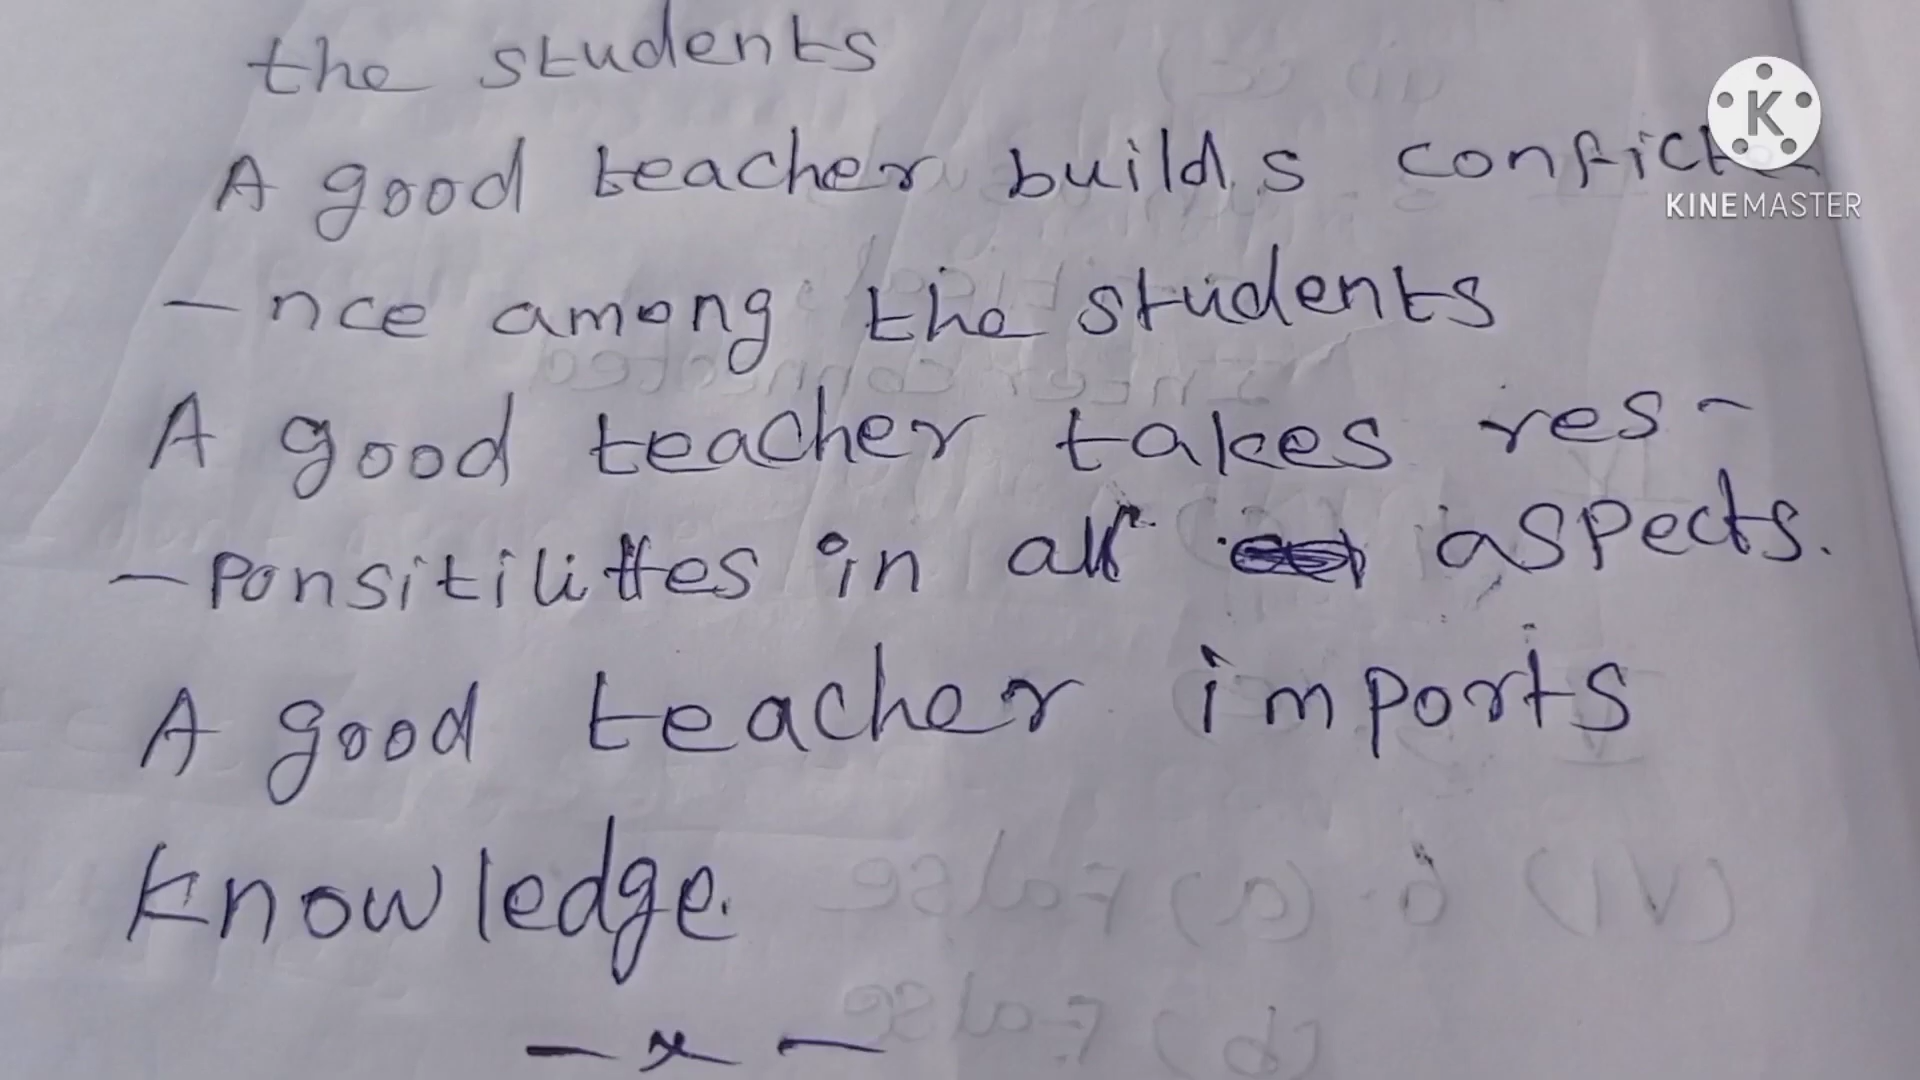 the students
A good teacher builds confide
KINEMASTER
-nce among the students
A good teacher takes res-
-Ponsitilittes in all aspects.
A good teacher imports
Knowledge.
-x-